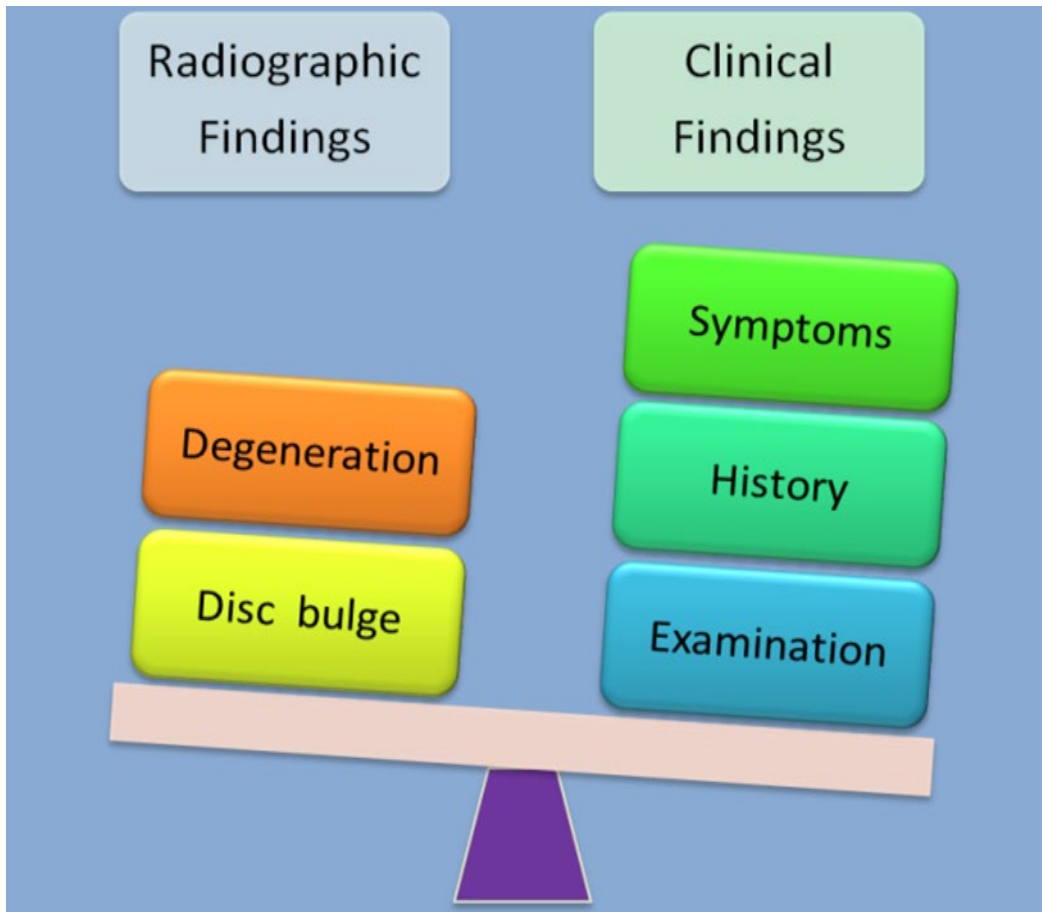 Radiographic
Findings
Clinical
Findings
Symptoms
Degeneration
History
Disc bulge
Examination